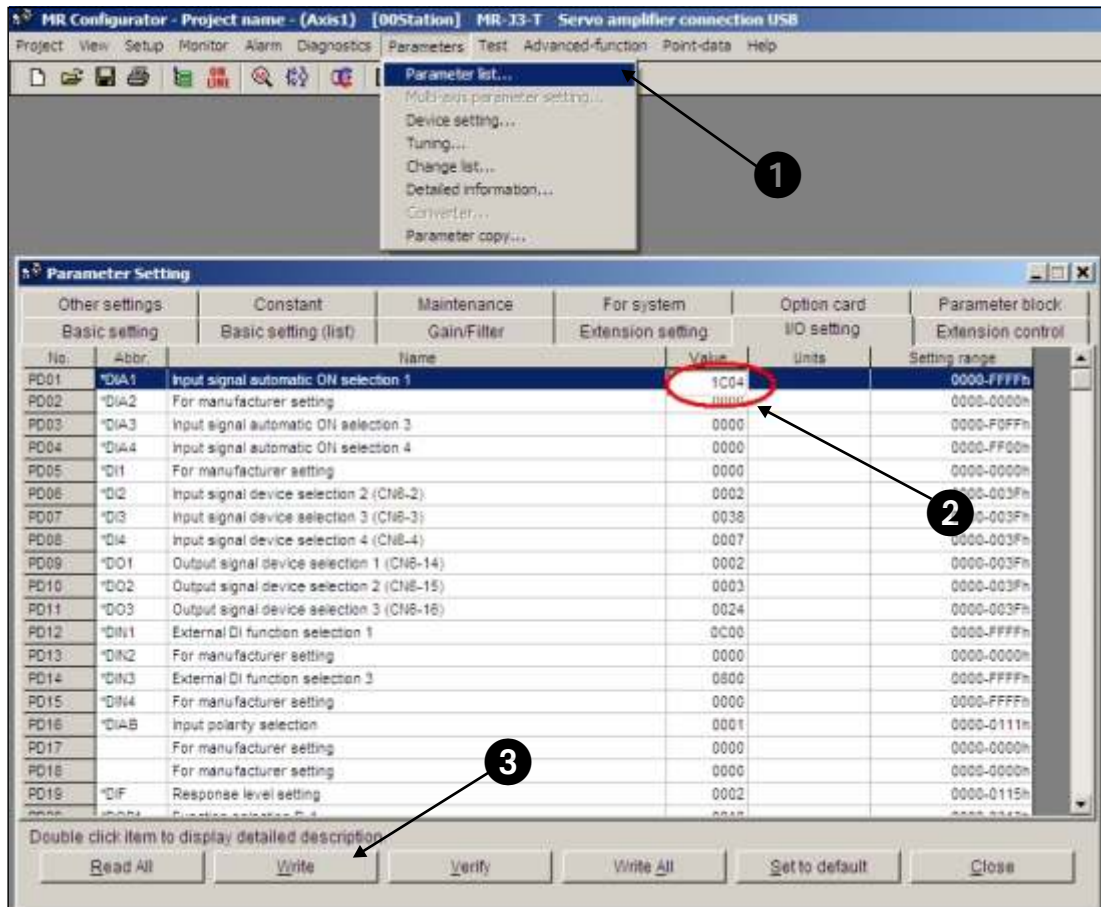 MR Configurator - Project name - (Axis1) [00Station] MR-J3-T Servo amplifier connection USB
Project View Setup Monitor Alarm Diagnostics Parameters Test Advanced-function Point-data Help
Parameter list...
Multi-axis parameter setting...
Device setting...
Tuning...
Change list...
Detailed information...
Converter...
Parameter copy...
1
Parameter Setting
Other settings Constant Maintenance For system Option card Parameter block
Basic setting Basic setting (list) Gain/Filter Extension setting I/O setting Extension control
No. Abbr. Name Value Units Setting range
PD01 *DIA1 Input signal automatic ON selection 1 1C04 0000-FFFFh
PD02 *DIA2 For manufacturer setting 0000 0000-0000h
PD03 *DIA3 Input signal automatic ON selection 3 0000 0000-F0FFh
PD04 *DIA4 Input signal automatic ON selection 4 0000 0000-FF00h
PD05 *DI1 For manufacturer setting 0000 0000-0000h
PD06 *DI2 Input signal device selection 2 (CN6-2) 0002 0000-003Fh
PD07 *DI3 Input signal device selection 3 (CN6-3) 0038 2 0-003Fh
PD08 *DI4 Input signal device selection 4 (CN6-4) 0007 0000-003Fh
PD09 *DO1 Output signal device selection 1 (CN6-14) 0002 0000-003Fh
PD10 *DO2 Output signal device selection 2 (CN6-15) 0003 0000-003Fh
PD11 *DO3 Output signal device selection 3 (CN6-16) 0024 0000-003Fh
PD12 *DIN1 External DI function selection 1 0C00 0000-FFFFh
PD13 *DIN2 For manufacturer setting 0000 0000-0000h
PD14 *DIN3 External DI function selection 3 0800 0000-FFFFh
PD15 *DIN4 For manufacturer setting 0000 0000-FFFFh
PD16 *DIAB Input polarity selection 0001 0000-0111h
PD17 For manufacturer setting 0000 0000-0000h
PD18 For manufacturer setting 3 0000 0000-0000h
PD19 *DIF Response level setting 0002 0000-0115h
Double click item to display detailed description
Read All Write Verify Write All Set to default Close